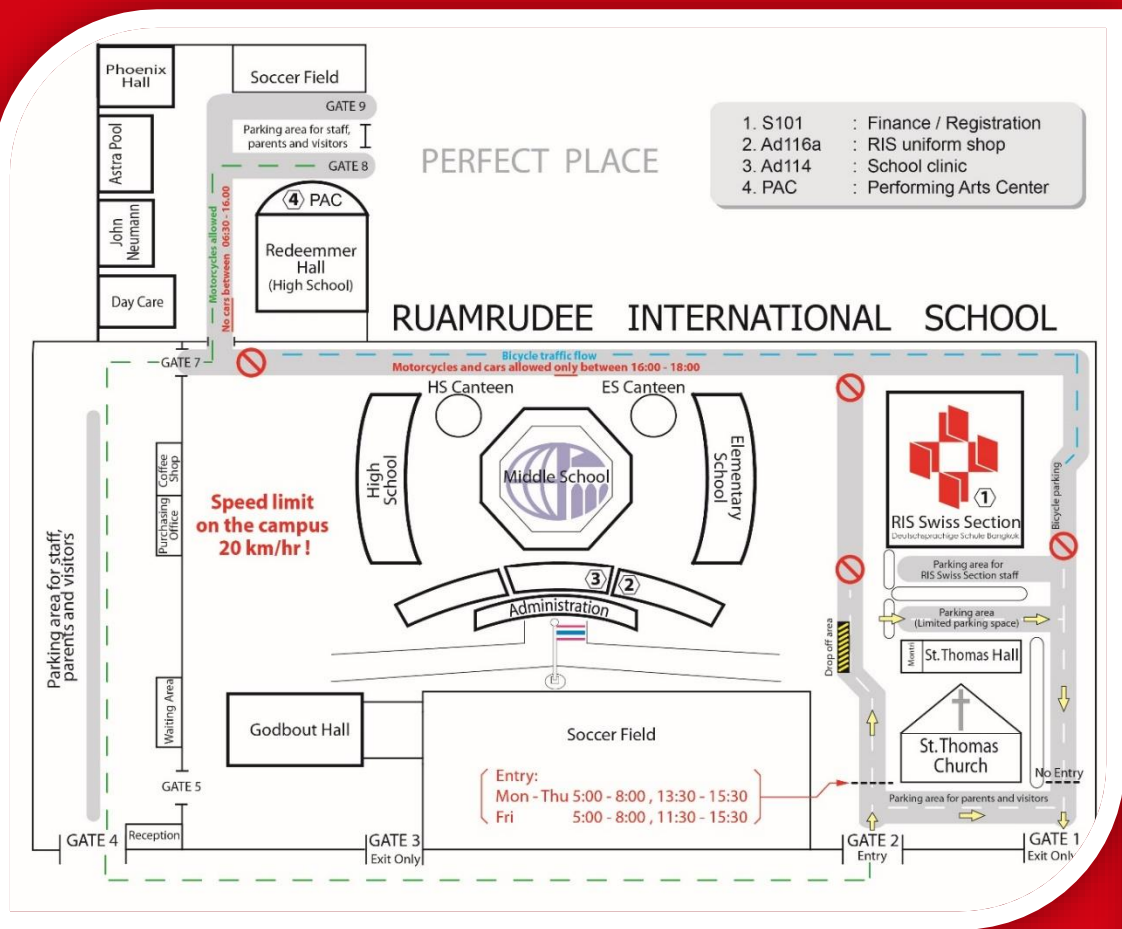 Phoenix
Hall
Soccer Field
GATE 9
Parking area for staff,
parents and visitors
GATE 8
Astra Pool
John
Neumann
Day Care
4 PAC
Redeemmer
Hall
(High School)
Motorcycles allowed
No cars between 06:30 - 16.00
PERFECT PLACE
1. S101 : Finance / Registration
2. Ad116a : RIS uniform shop
3. Ad114 : School clinic
4. PAC : Performing Arts Center
RUAMRUDEE INTERNATIONAL SCHOOL
GATE 7
Bicycle traffic flow
Motorcycles and cars allowed only between 16:00 - 18:00
HS Canteen
ES Canteen
High
School
Middle School
Elementary
School
Coffee
Shop
Purchasing
Office
Speed limit
on the campus
20 km/hr !
1
RIS Swiss Section
Deutschsprachige Schule Bangkok
Bicycle parking
Parking area for
RIS Swiss Section staff
3
2
Administration
Parking area
(Limited parking space)
Drop off area
Montri
St. Thomas Hall
Parking area for staff,
parents and visitors
Waiting Area
Godbout Hall
Soccer Field
St. Thomas
Church
No Entry
Entry:
Mon - Thu 5:00 - 8:00 , 13:30 - 15:30
Fri 5:00 - 8:00 , 11:30 - 15:30
Parking area for parents and visitors
GATE 5
Reception
GATE 4
GATE 3
Exit Only
GATE 2
Entry
GATE 1
Exit Only